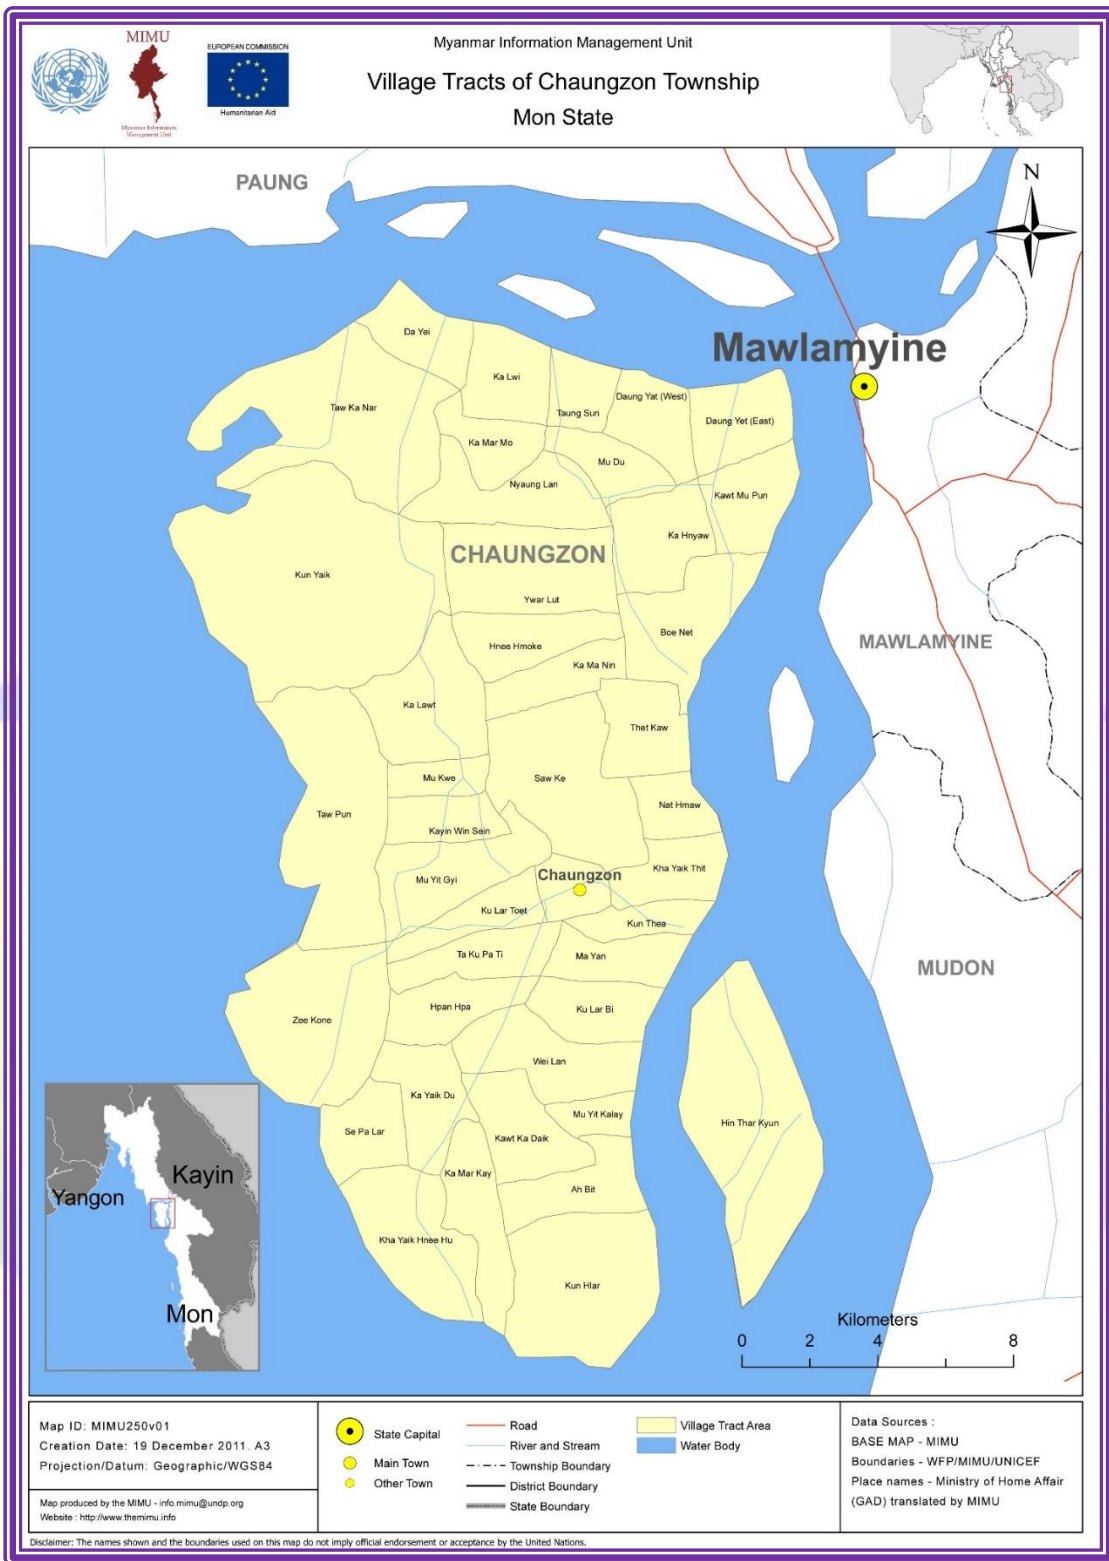 MIMU
Myanmar Information
Management Unit
EUROPEAN COMMISSION
Humanitarian Aid
Myanmar Information Management Unit
Village Tracts of Chaungzon Township
Mon State
PAUNG
N
Mawlamyine
Da Yei
Ka Lwi
Taw Ka Nar
Taung Sun
Daung Yat (West)
Daung Yet (East)
Ka Mar Mo
Mu Du
Nyaung Lan
Kawt Mu Pun
Ka Hnyaw
CHAUNGZON
Kun Yaik
Ywar Lut
Boe Net
MAWLAMYINE
Hnee Hmoke
Ka Ma Nin
Ka Lawt
Thet Kaw
Mu Kwe
Saw Ke
Nat Hmaw
Taw Pun
Kayin Win Sein
Kha Yaik Thit
Chaungzon
Mu Yit Gyi
Ku Lar Toet
Kun Thea
Ta Ku Pa Ti
Ma Yan
MUDON
Hpan Hpa
Ku Lar Bi
Zee Kone
Wei Lan
Ka Yaik Du
Mu Yit Kalay
Se Pa Lar
Kawt Ka Daik
Hin Thar Kyun
Ka Mar Kay
Ah Bit
Kha Yaik Hnee Hu
Kun Hlar
Kayin
Yangon
Mon
Kilometers
0 2 4 8
Map ID: MIMU250v01
Creation Date: 19 December 2011. A3
Projection/Datum: Geographic/WGS84
Map produced by the MIMU - info.mimu@undp.org
Website : http://www.themimu.info
State Capital
Main Town
Other Town
Road
River and Stream
Township Boundary
District Boundary
State Boundary
Village Tract Area
Water Body
Data Sources :
BASE MAP - MIMU
Boundaries - WFP/MIMU/UNICEF
Place names - Ministry of Home Affair
(GAD) translated by MIMU
Disclaimer: The names shown and the boundaries used on this map do not imply official endorsement or acceptance by the United Nations.